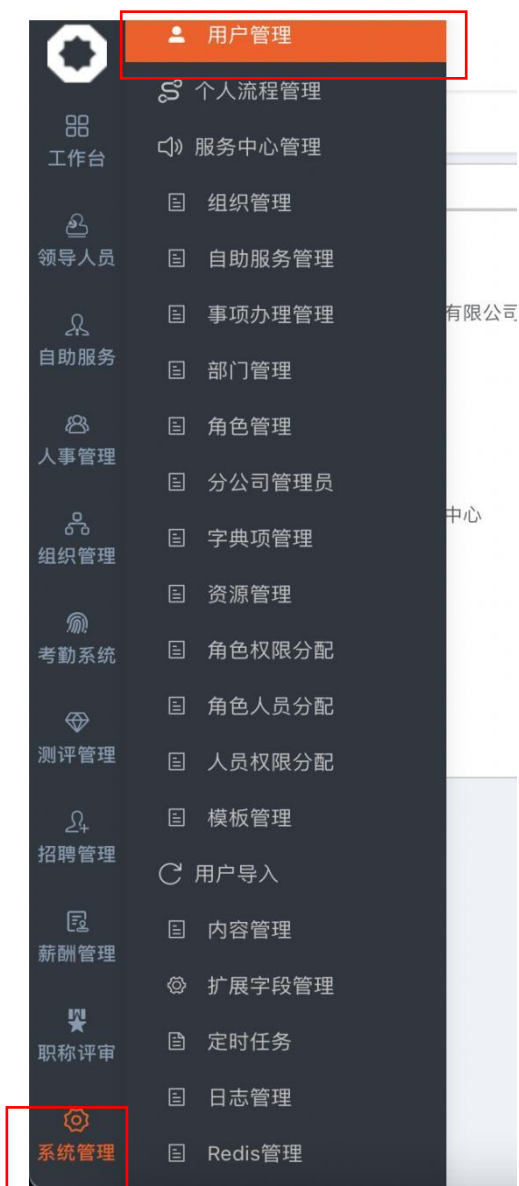 工作台
领导人员
自助服务
人事管理
组织管理
考勤系统
测评管理
招聘管理
薪酬管理
职称评审
系统管理
用户管理
个人流程管理
服务中心管理
组织管理
自助服务管理
事项办理管理
部门管理
角色管理
分公司管理员
字典项管理
资源管理
角色权限分配
角色人员分配
人员权限分配
模板管理
用户导入
内容管理
扩展字段管理
定时任务
日志管理
Redis管理
有限公司
中心